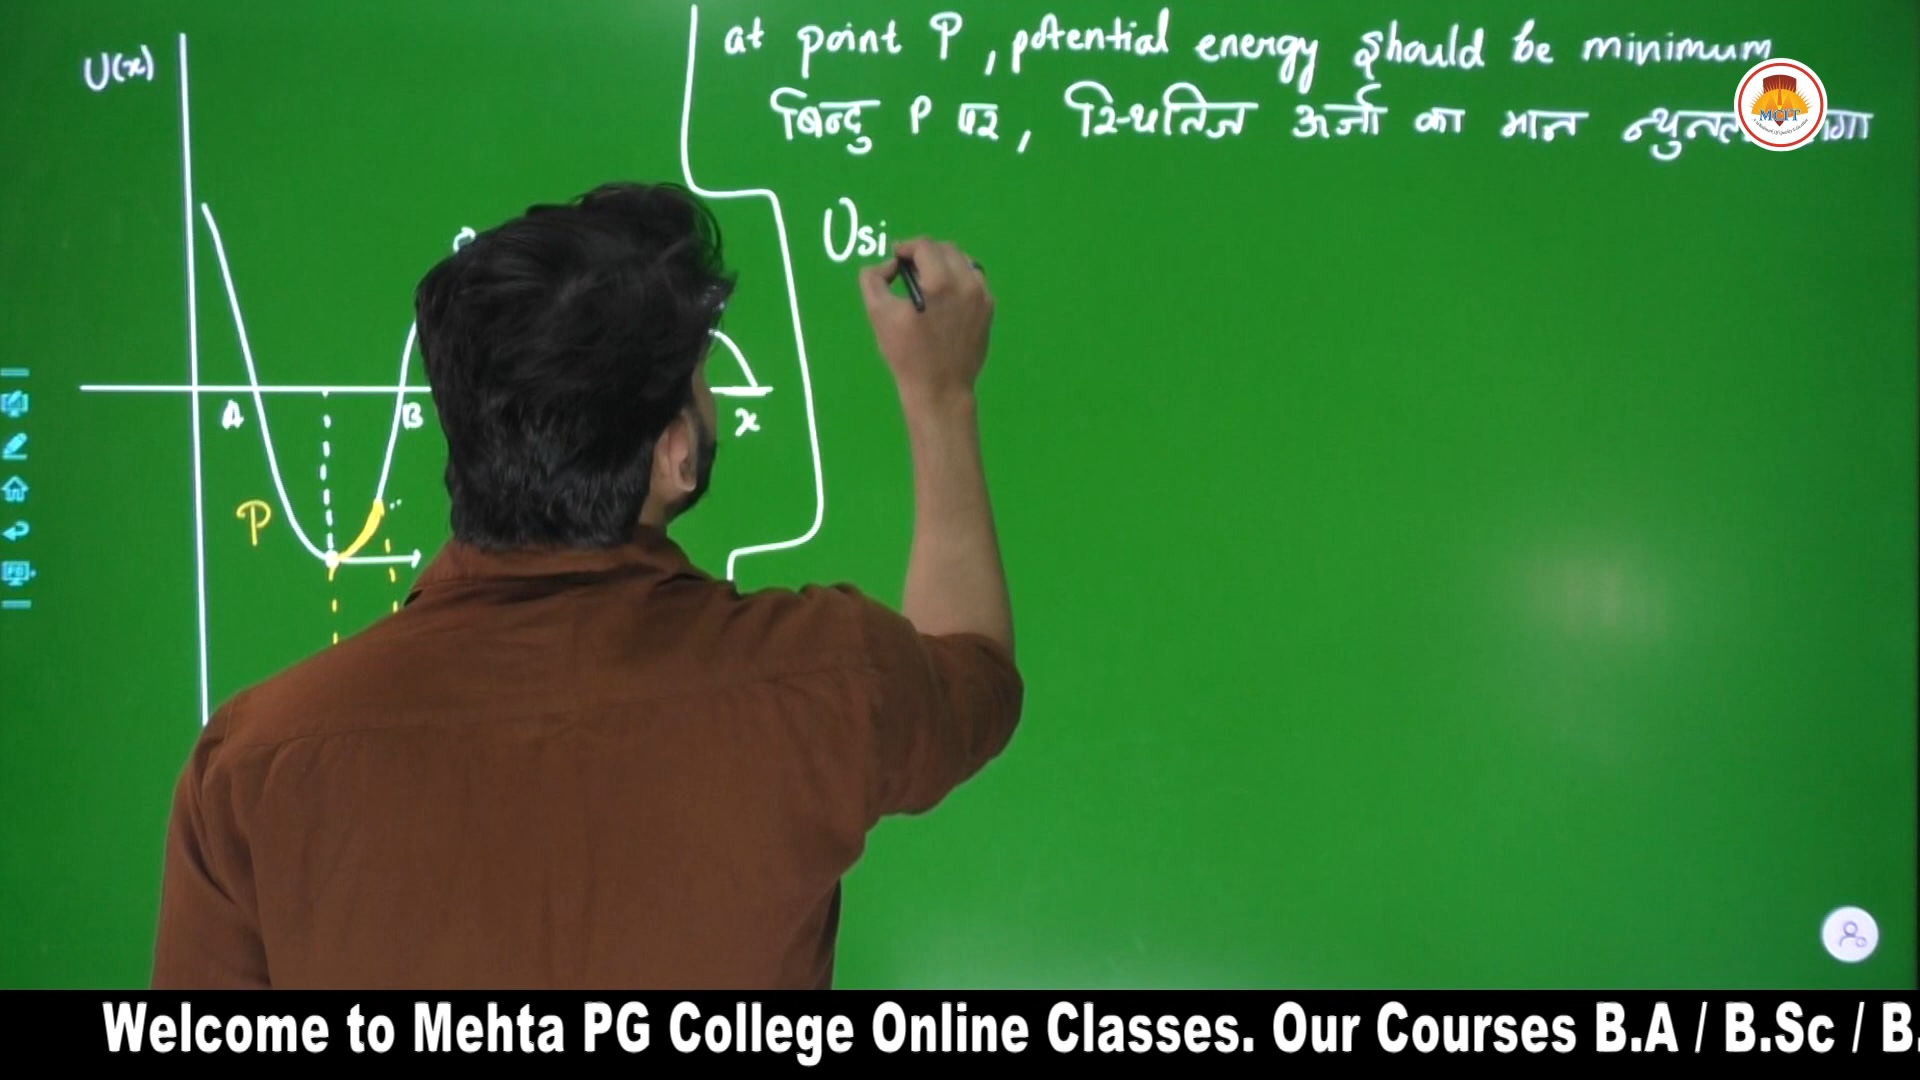 U(x)
at point P, potential energy should be minimum
बिन्दु P पर, स्थितिज ऊर्जा का मान
Usi
A
B
x
P
MCIT
Welcome to Mehta PG College Online Classes. Our Courses B.A / B.Sc / B.